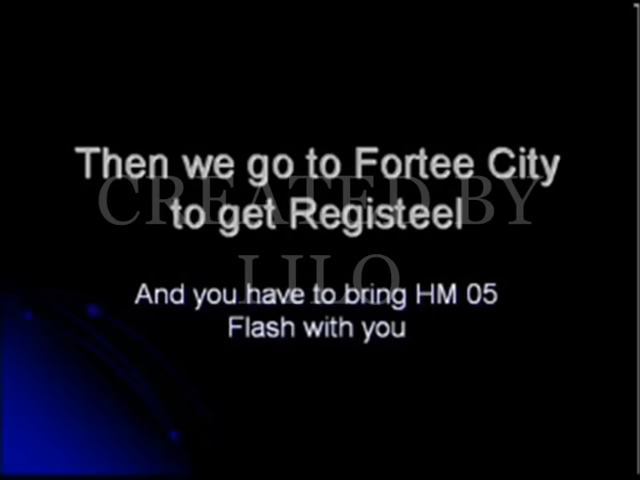 Then we go to Fortee City
to get Registeel
CREATED BY
LILO
And you have to bring HM 05
Flash with you